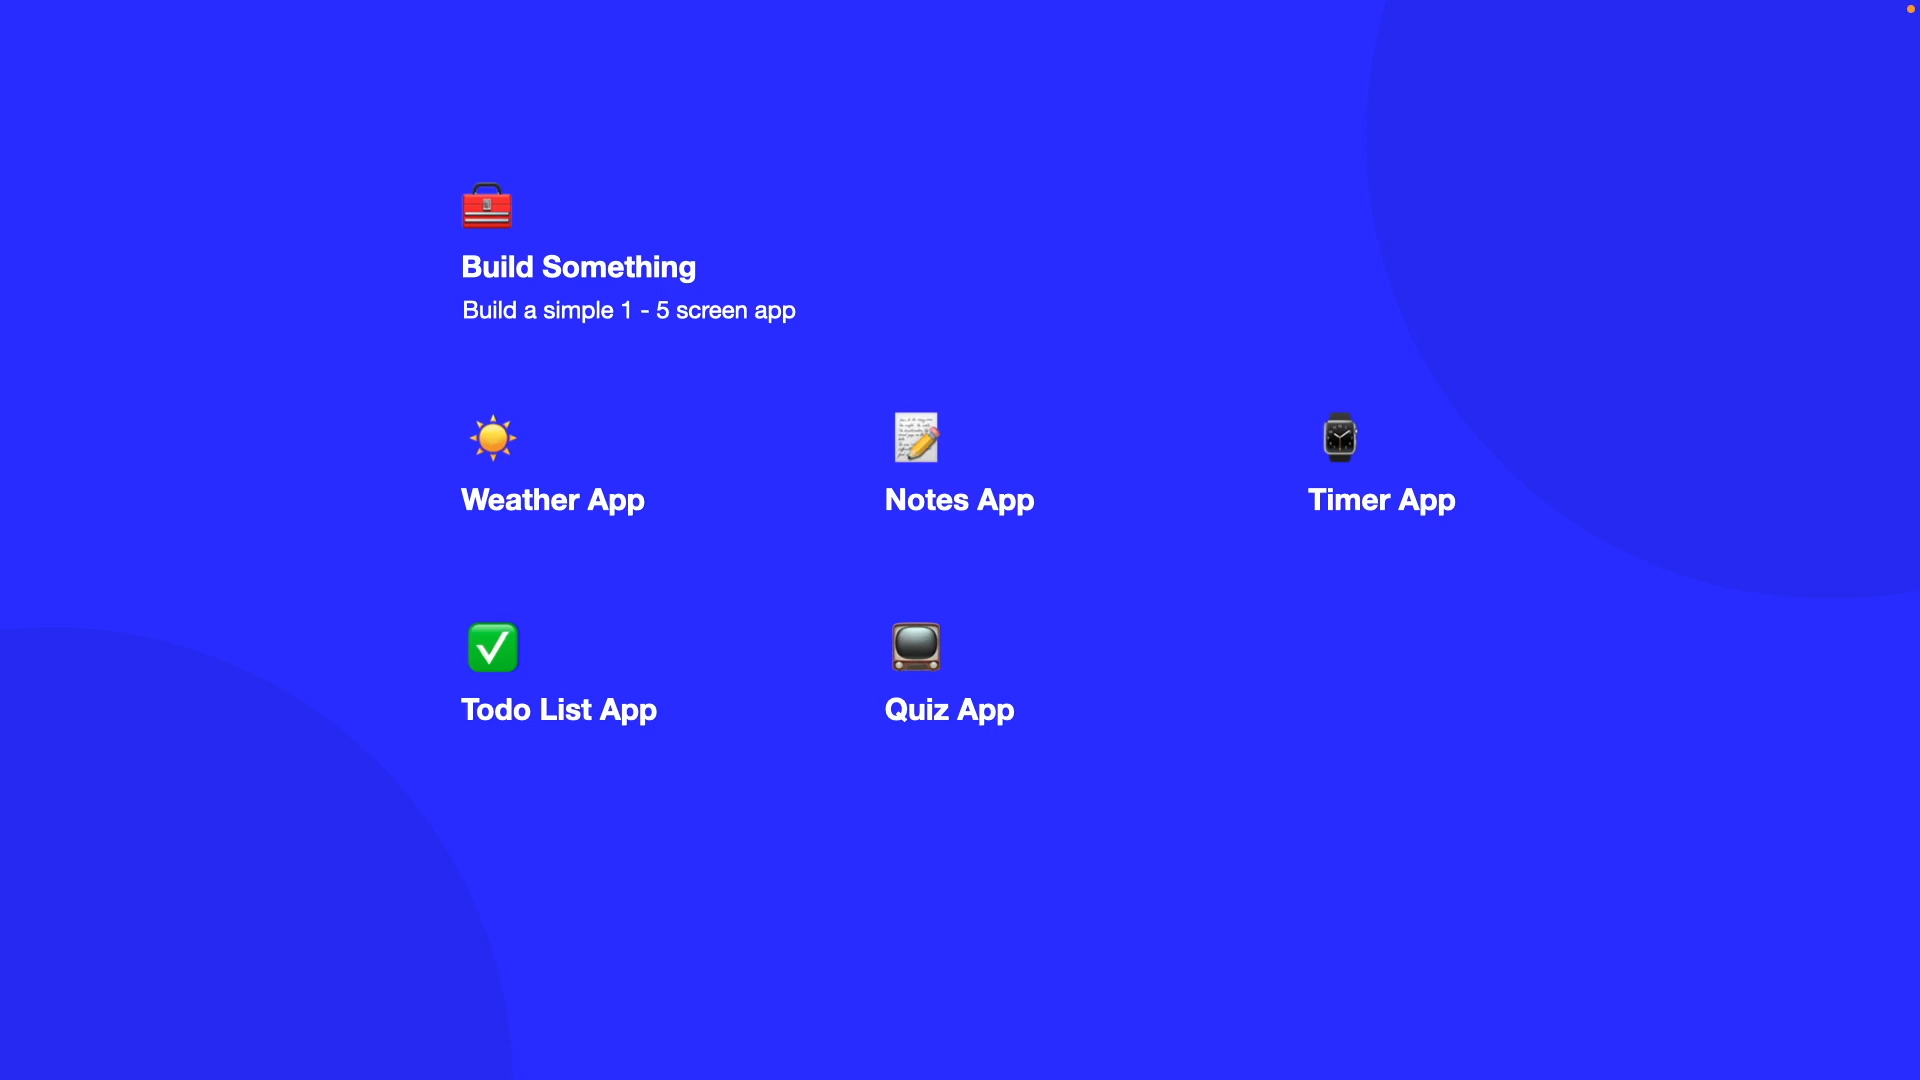 Build Something
Build a simple 1 - 5 screen app
Weather App
Notes App
Timer App
Todo List App
Quiz App